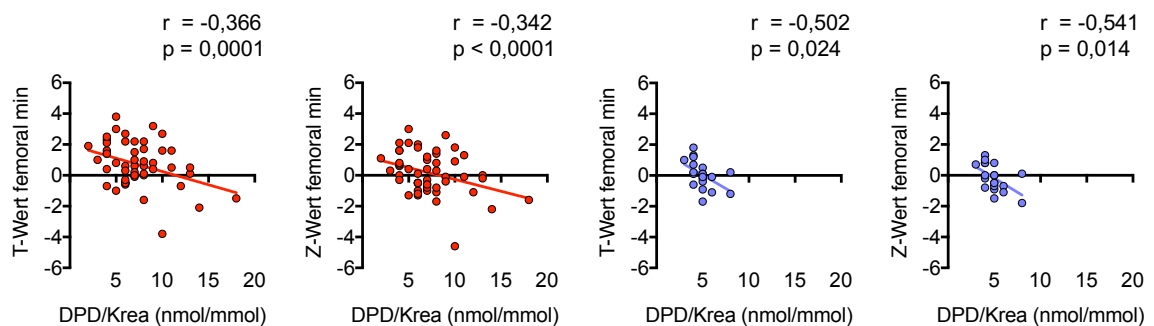 r = -0,366
p = 0,0001
T-Wert femoral min
6
4
2
0
-2
-4
-6
5 10 15 20
DPD/Krea (nmol/mmol)
r = -0,342
p < 0,0001
Z-Wert femoral min
6
4
2
0
-2
-4
-6
5 10 15 20
DPD/Krea (nmol/mmol)
r = -0,502
p = 0,024
T-Wert femoral min
6
4
2
0
-2
-4
-6
5 10 15 20
DPD/Krea (nmol/mmol)
r = -0,541
p = 0,014
Z-Wert femoral min
6
4
2
0
-2
-4
-6
5 10 15 20
DPD/Krea (nmol/mmol)